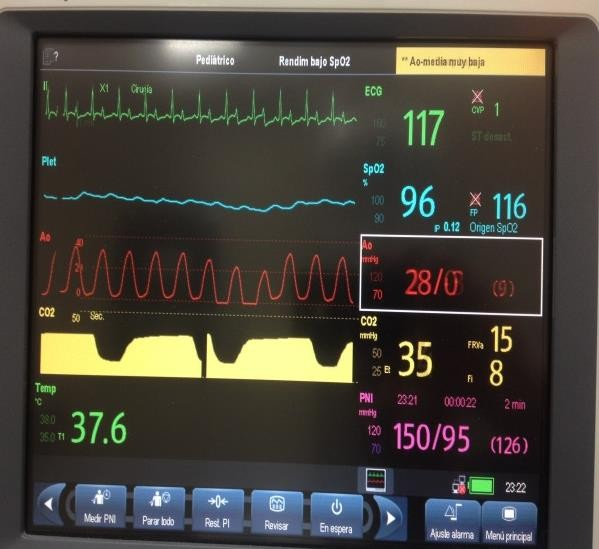 ?
Pediátrico
Rendim bajo SpO2
** Ao-media muy baja
II
X1
Cirugía
ECG
160
75
117
CVP 1
ST desact.
Plet
SpO2
%
100
90
96
FP 116
IP 0.12 Origen SpO2
Ao
40
0
Ao
mmHg
120
70
28/0
(9)
CO2
50 Sec.
CO2
mmHg
50
25
Et 35
FRVa 15
Fi 8
Temp
°C
38.0
35.0
T1 37.6
PNI
mmHg
120
70
23:21 00:00:22 2 min
150/95 (126)
23:22
Medir PNI
Parar todo
Rest. PI
Revisar
En espera
Ajuste alarma
Menú principal